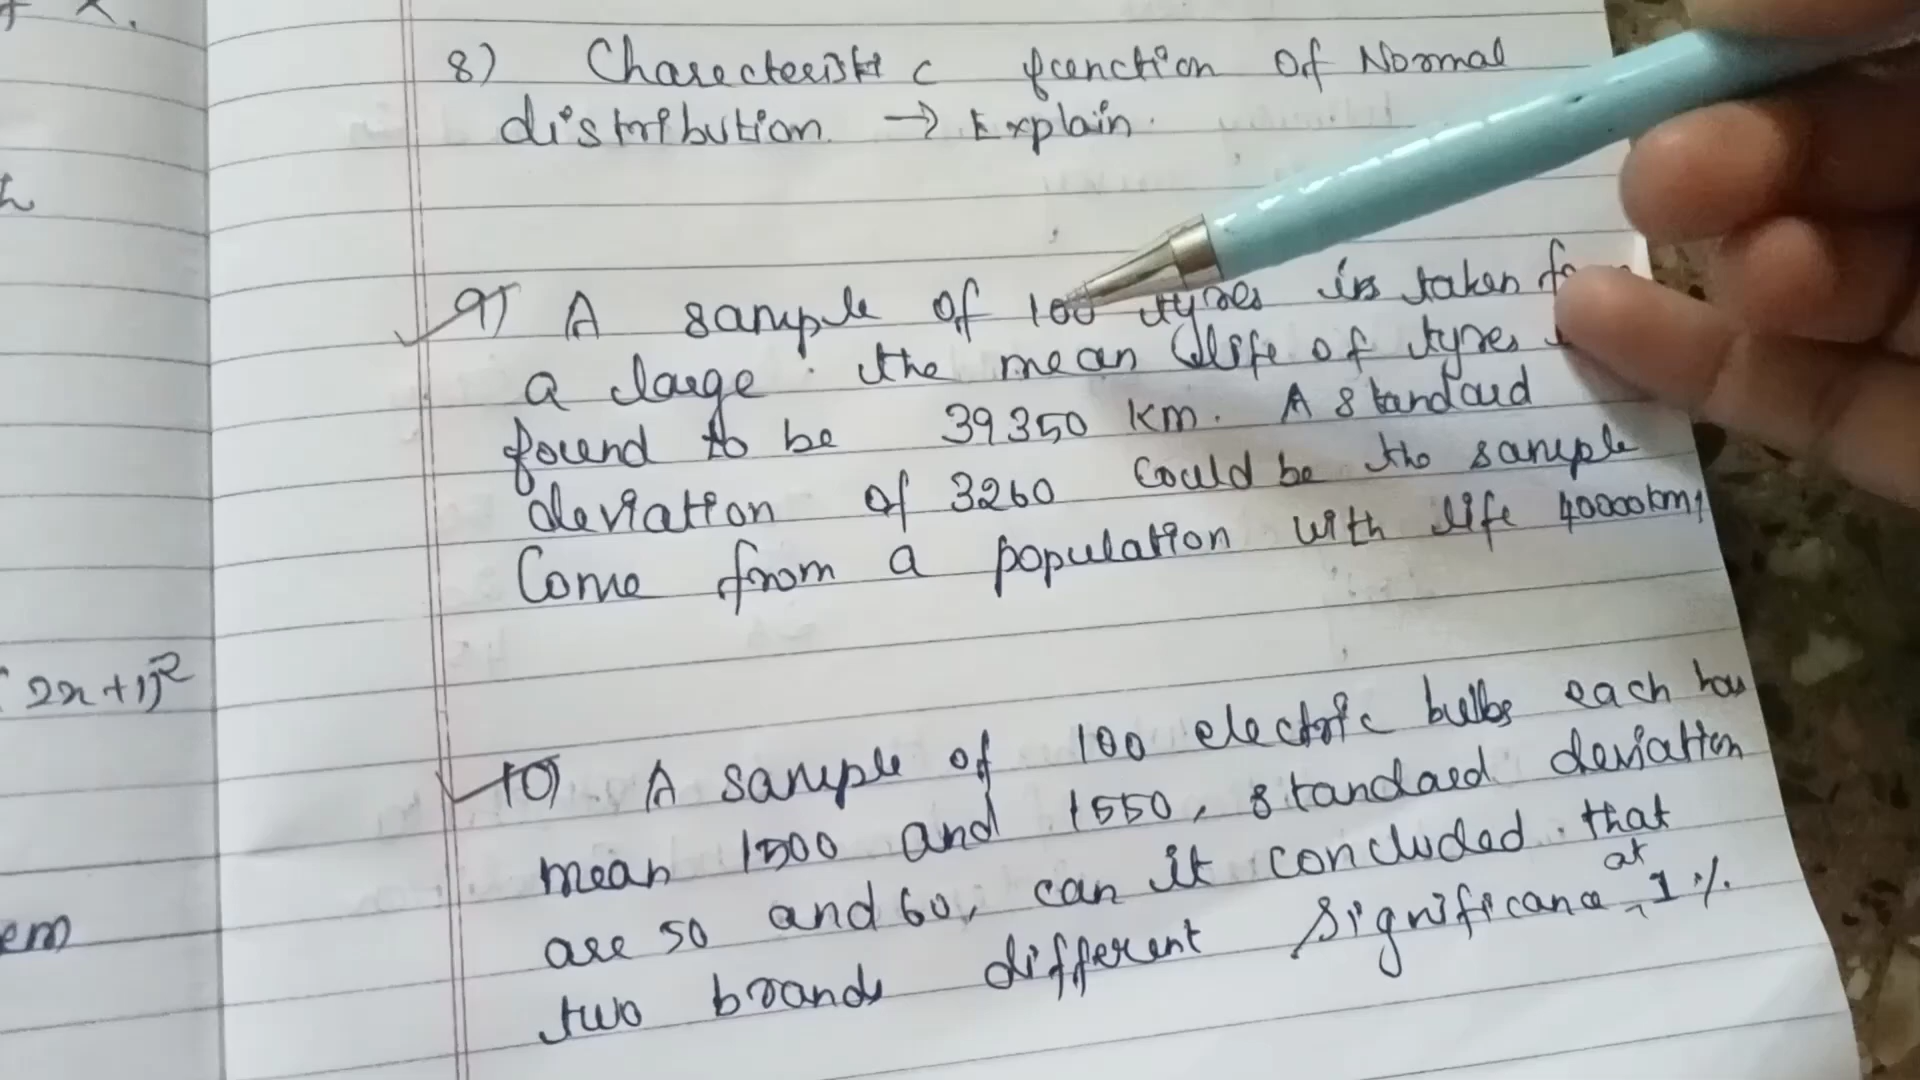 8) Charecteristic function of Normal
distribution → Explain.
9) A sample of 100 tyres is taken
a large. the mean life of tyres
found to be 39350 km. A standard
deviation of 3260 could be the sample
Come from a population with life 40000km,
10) A sample of 100 electric bulbs each has
mean 1500 and 1550, standard deviation
are 50 and 60, can it concluded that
two brands different significance at 1%
2x+1)²
em